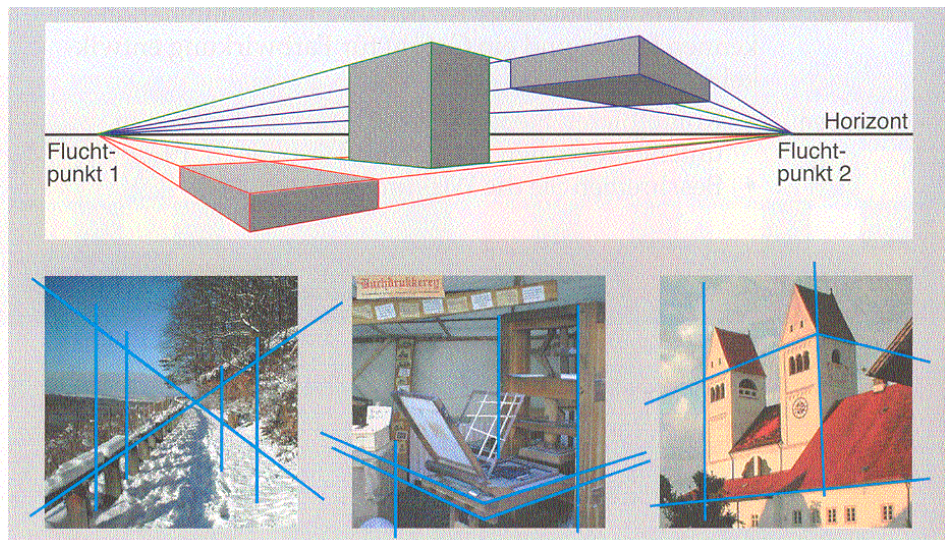 Horizont
Flucht-
punkt 1
Flucht-
punkt 2
Buchdruckerey